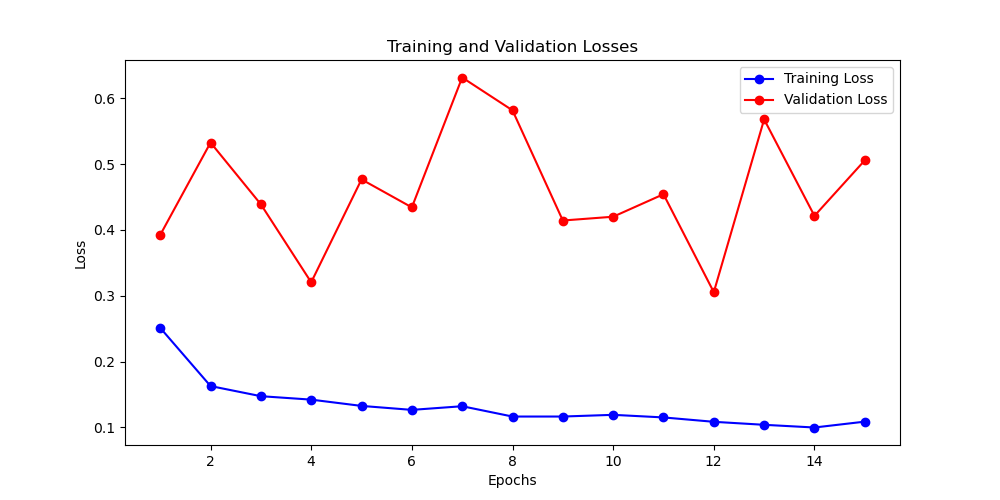 Training and Validation Losses
Training Loss
Validation Loss
0.6
0.5
0.4
0.3
0.2
0.1
Loss
2 4 6 8 10 12 14
Epochs